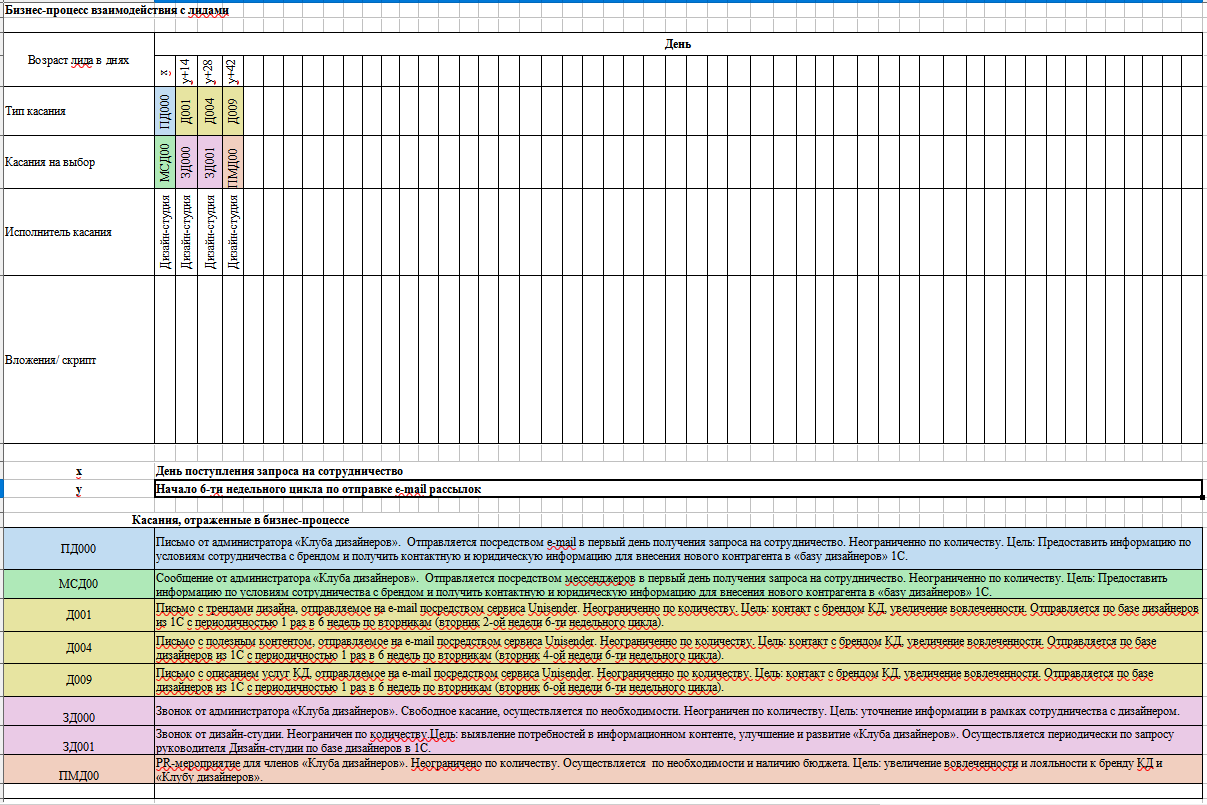 Бизнес-процесс взаимодействия с лидами
День
Возраст лида в днях
x
y+14
y+28
y+42
Тип касания
ПД000
Д001
Д004
Д009
Касания на выбор
МСД00
ЗД000
ЗД001
ПМД00
Исполнитель касания
Дизайн-студия
Дизайн-студия
Дизайн-студия
Дизайн-студия
Вложения/ скрипт
x
День поступления запроса на сотрудничество
y
Начало 6-ти недельного цикла по отправке e-mail рассылок
Касания, отраженные в бизнес-процессе
ПД000
Письмо от администратора «Клуба дизайнеров».  Отправляется посредством e-mail в первый день получения запроса на сотрудничество. Неограниченно по количеству. Цель: Предоставить информацию по
условиям сотрудничества с брендом и получить контактную и юридическую информацию для внесения нового контрагента в «базу дизайнеров» 1С.
МСД00
Сообщение от администратора «Клуба дизайнеров».  Отправляется посредством мессенджеров в первый день получения запроса на сотрудничество. Неограниченно по количеству. Цель: Предоставить
информацию по условиям сотрудничества с брендом и получить контактную и юридическую информацию для внесения нового контрагента в «базу дизайнеров» 1С.
Д001
Письмо с трендами дизайна, отправляемое на e-mail посредством сервиса Unisender. Неограниченно по количеству. Цель: контакт с брендом КД, увеличение вовлеченности. Отправляется по базе дизайнеров
из 1С с периодичностью 1 раз в 6 недель по вторникам (вторник 2-ой недели 6-ти недельного цикла).
Д004
Письмо с полезным контентом, отправляемое на e-mail посредством сервиса Unisender. Неограниченно по количеству. Цель: контакт с брендом КД, увеличение вовлеченности. Отправляется по базе
дизайнеров из 1С с периодичностью 1 раз в 6 недель по вторникам (вторник 4-ой недели 6-ти недельного цикла).
Д009
Письмо с описанием услуг КД, отправляемое на e-mail посредством сервиса Unisender. Неограниченно по количеству. Цель: контакт с брендом КД, увеличение вовлеченности. Отправляется по базе
дизайнеров из 1С с периодичностью 1 раз в 6 недель по вторникам (вторник 6-ой недели 6-ти недельного цикла).
ЗД000
Звонок от администратора «Клуба дизайнеров». Свободное касание, осуществляется по необходимости. Неограничен по количеству. Цель: уточнение информации в рамках сотрудничества с дизайнером.
ЗД001
Звонок от дизайн-студии. Неограничен по количеству.Цель: выявление потребностей в информационном контенте, улучшение и развитие «Клуба дизайнеров». Осуществляется периодически по запросу
руководителя Дизайн-студии по базе дизайнеров в 1С.
ПМД00
PR-мероприятие для членов «Клуба дизайнеров». Неограничено по количеству. Осуществляется  по необходимости и наличию бюджета. Цель: увеличение вовлеченности и лояльности к бренду КД и
«Клубу дизайнеров».